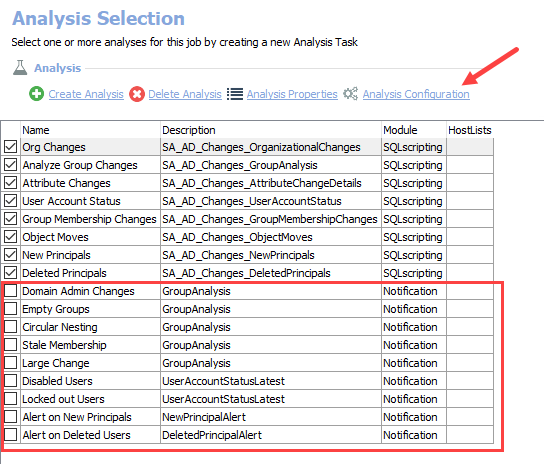 Analysis Selection
Select one or more analyses for this job by creating a new Analysis Task
Analysis
Create Analysis Delete Analysis Analysis Properties Analysis Configuration
Name Description Module HostLists
Org Changes SA_AD_Changes_OrganizationalChanges SQLscripting
Analyze Group Changes SA_AD_Changes_GroupAnalysis SQLscripting
Attribute Changes SA_AD_Changes_AttributeChangeDetails SQLscripting
User Account Status SA_AD_Changes_UserAccountStatus SQLscripting
Group Membership Changes SA_AD_Changes_GroupMembershipChanges SQLscripting
Object Moves SA_AD_Changes_ObjectMoves SQLscripting
New Principals SA_AD_Changes_NewPrincipals SQLscripting
Deleted Principals SA_AD_Changes_DeletedPrincipals SQLscripting
Domain Admin Changes GroupAnalysis Notification
Empty Groups GroupAnalysis Notification
Circular Nesting GroupAnalysis Notification
Stale Membership GroupAnalysis Notification
Large Change GroupAnalysis Notification
Disabled Users UserAccountStatusLatest Notification
Locked out Users UserAccountStatusLatest Notification
Alert on New Principals NewPrincipalAlert Notification
Alert on Deleted Users DeletedPrincipalAlert Notification